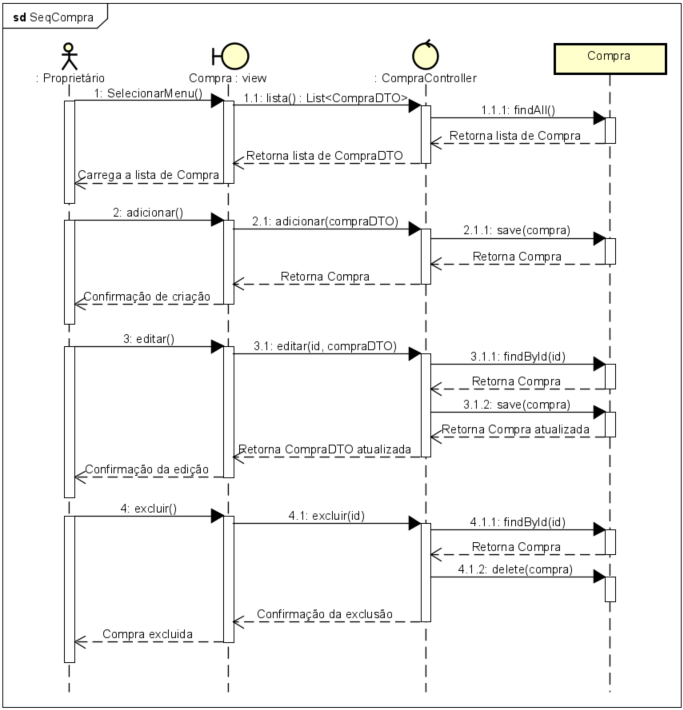 sd SeqCompra
: Proprietário
Compra : view
: CompraController
Compra
1: SelecionarMenu()
1.1: lista() : List<CompraDTO>
1.1.1: findAll()
Retorna lista de Compra
Retorna lista de CompraDTO
Carrega a lista de Compra
2: adicionar()
2.1: adicionar(compraDTO)
2.1.1: save(compra)
Retorna Compra
Retorna Compra
Confirmação de criação
3: editar()
3.1: editar(id, compraDTO)
3.1.1: findById(id)
Retorna Compra
3.1.2: save(compra)
Retorna Compra atualizada
Retorna CompraDTO atualizada
Confirmação da edição
4: excluir()
4.1: excluir(id)
4.1.1: findById(id)
Retorna Compra
4.1.2: delete(compra)
Confirmação da exclusão
Compra excluida